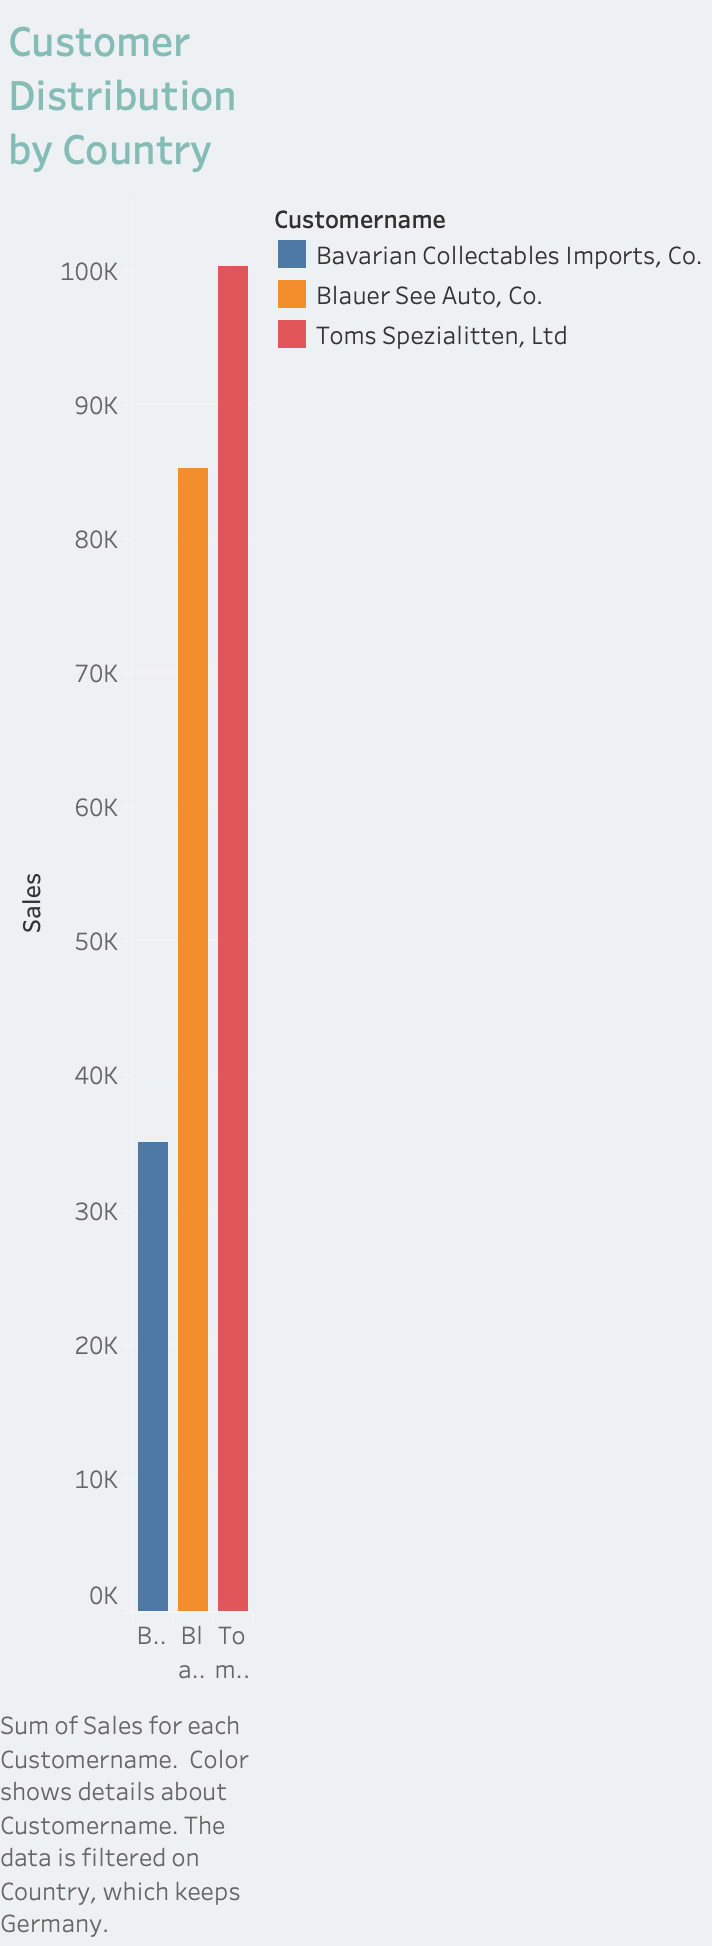 Customer
Distribution
by Country
Customername
Bavarian Collectables Imports, Co.
Blauer See Auto, Co.
Toms Spezialitten, Ltd
100K
90K
80K
70K
60K
50K
40K
30K
20K
10K
0K
Sales
B.. Bl To
a.. m..
Sum of Sales for each
Customername.  Color
shows details about
Customername. The
data is filtered on
Country, which keeps
Germany.